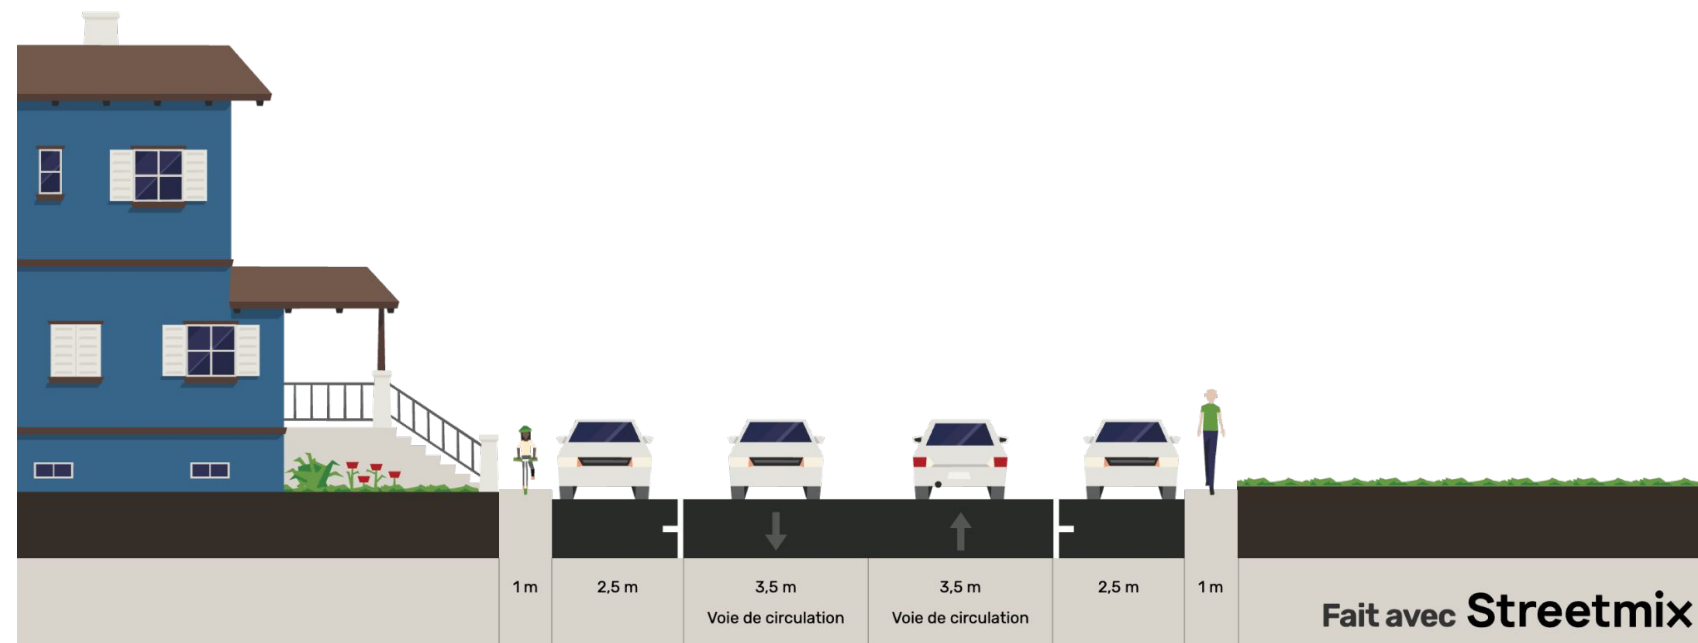 1 m
2,5 m
3,5 m
3,5 m
2,5 m
1 m
Voie de circulation
Voie de circulation
Fait avec Streetmix